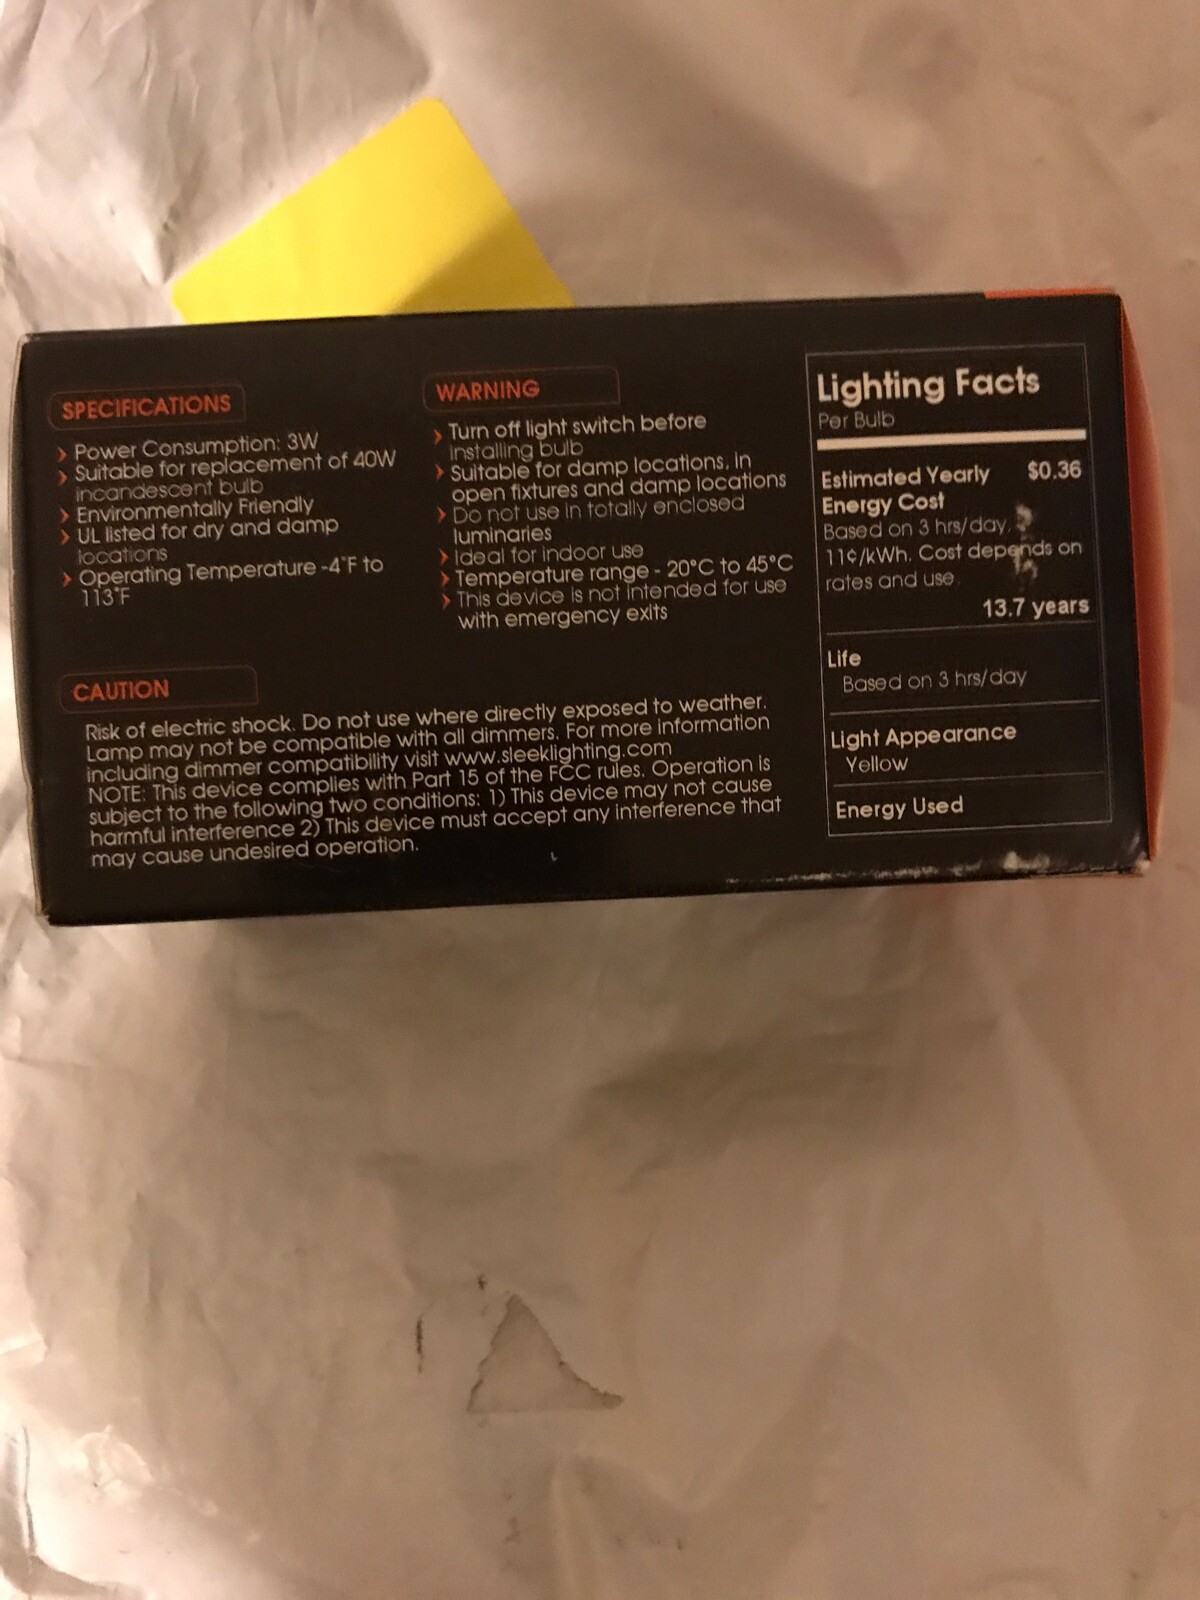 SPECIFICATIONS
Power Consumption: 3W
Suitable for replacement of 40W
incandescent bulb
Environmentally Friendly
UL listed for dry and damp
locations
Operating Temperature -4°F to
113°F
WARNING
Turn off light switch before
installing bulb
Suitable for damp locations, in
open fixtures and damp locations
Do not use in totally enclosed
luminaries
Ideal for indoor use
Temperature range - 20°C to 45°C
This device is not intended for use
with emergency exits
CAUTION
Risk of electric shock. Do not use where directly exposed to weather.
Lamp may not be compatible with all dimmers. For more information
including dimmer compatibility visit www.sleeklighting.com
NOTE: This device complies with Part 15 of the FCC rules. Operation is
subject to the following two conditions: 1) This device may not cause
harmful interference 2) This device must accept any interference that
may cause undesired operation.
Lighting Facts
Per Bulb
Estimated Yearly $0.36
Energy Cost
Based on 3 hrs/day,
11¢/kWh. Cost depends on
rates and use.
13.7 years
Life
Based on 3 hrs/day
Light Appearance
Yellow
Energy Used